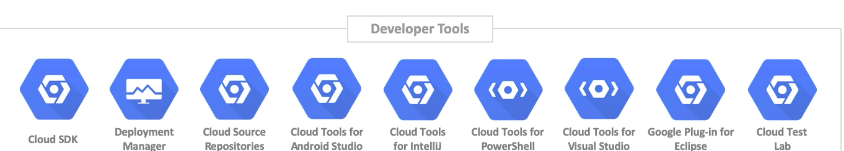 Developer Tools
Cloud SDK
Deployment
Manager
Cloud Source
Repositories
Cloud Tools for
Android Studio
Cloud Tools
for IntelliJ
Cloud Tools for
PowerShell
Cloud Tools for
Visual Studio
Google Plug-in for
Eclipse
Cloud Test
Lab